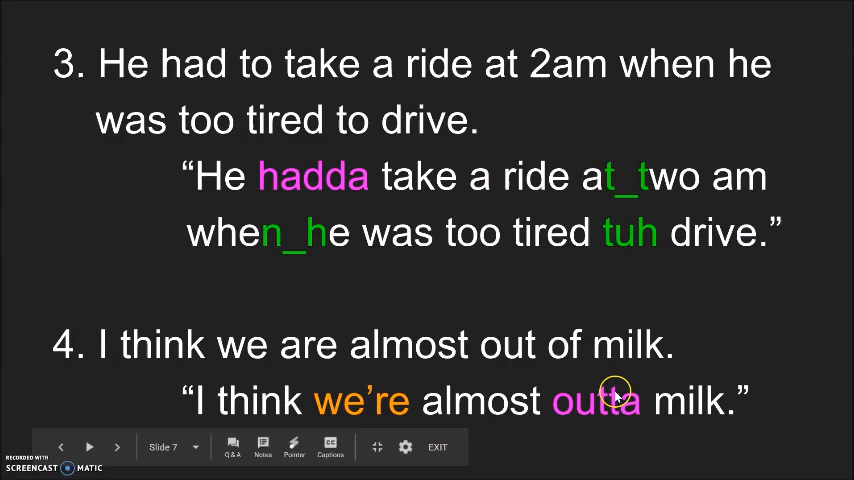 3. He had to take a ride at 2am when he
was too tired to drive.
“He hadda take a ride at_two am
when_he was too tired tuh drive.”
4. I think we are almost out of milk.
“I think we’re almost outta milk.”
Slide 7
Q & A
Notes
Pointer
Captions
EXIT
RECORDED WITH
SCREENCAST MATIC